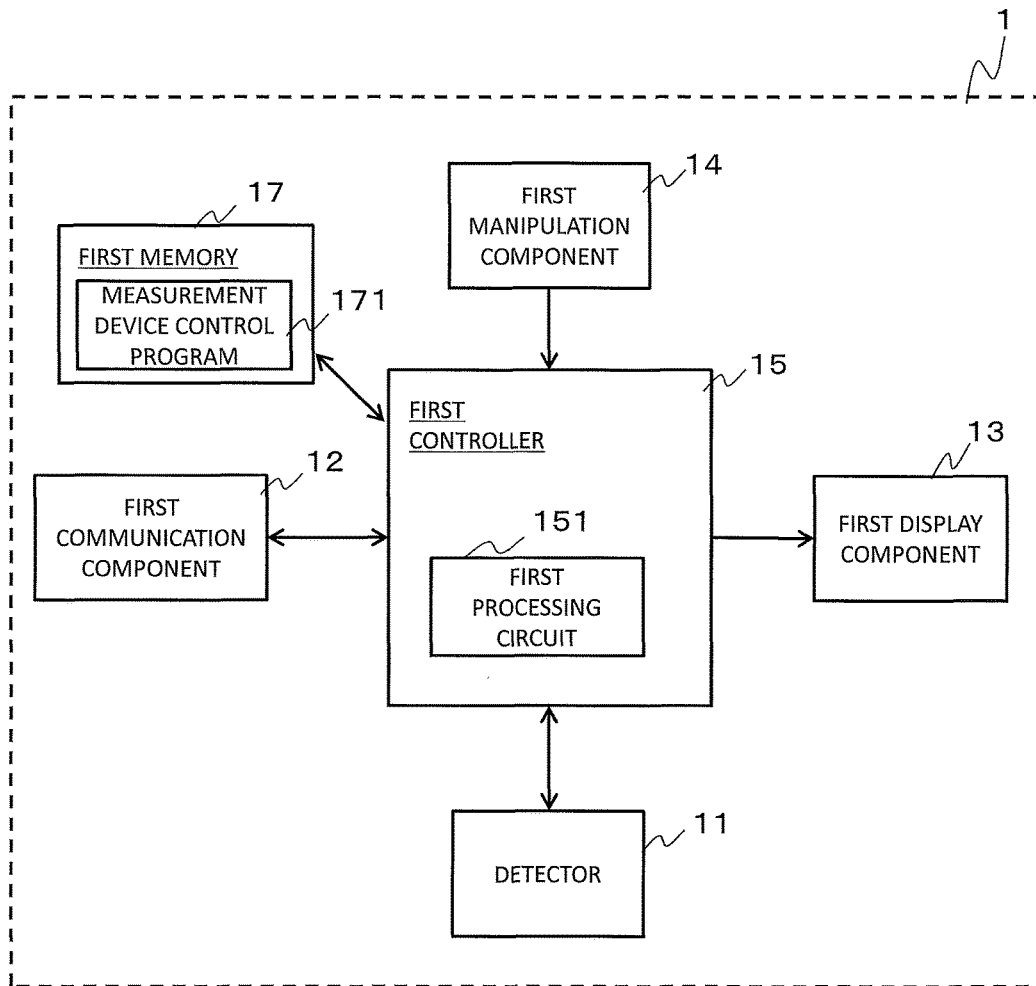 1
14
FIRST
MANIPULATION
COMPONENT
17
FIRST MEMORY
MEASUREMENT
DEVICE CONTROL
PROGRAM
171
15
FIRST
CONTROLLER
12
FIRST
COMMUNICATION
COMPONENT
13
FIRST DISPLAY
COMPONENT
151
FIRST
PROCESSING
CIRCUIT
11
DETECTOR